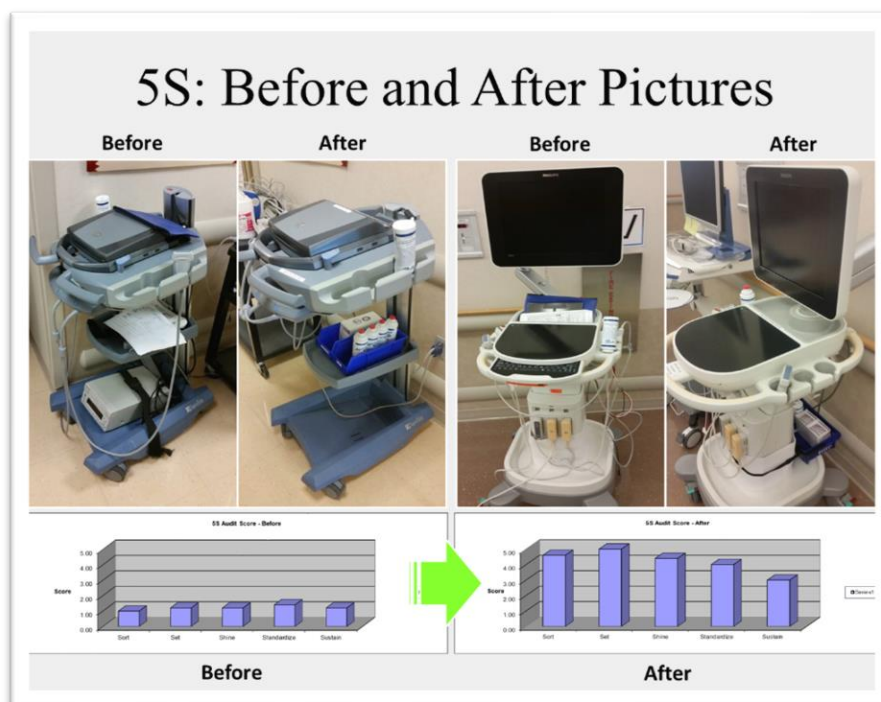 5S: Before and After Pictures
Before
After
Before
After
PHILIPS
5S Audit Score - Before
5.00
4.00
3.00
2.00
1.00
0.00
Score
Sort
Set
Shine
Standardize
Sustain
5S Audit Score - After
5.00
4.00
3.00
2.00
1.00
0.00
Score
Sort
Set
Shine
Standardize
Sustain
Before
After